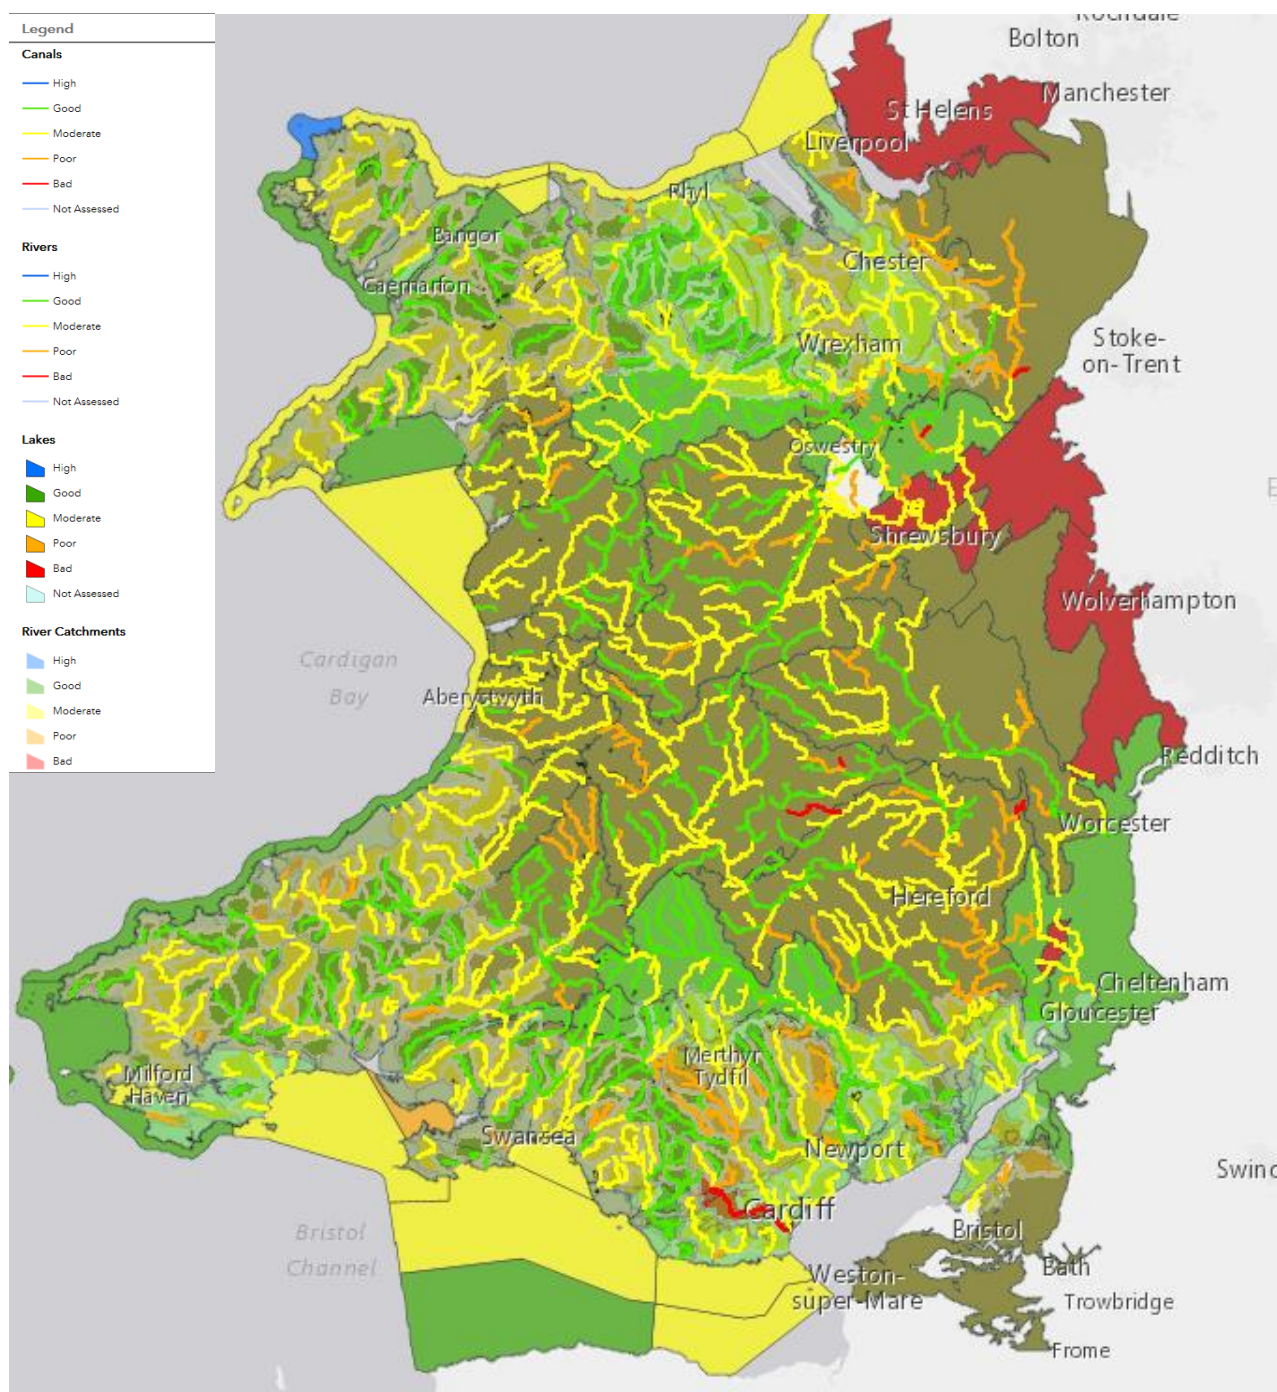 Legend
Canals
High
Good
Moderate
Poor
Bad
Not Assessed
Rivers
High
Good
Moderate
Poor
Bad
Not Assessed
Lakes
High
Good
Moderate
Poor
Bad
Not Assessed
River Catchments
High
Good
Moderate
Poor
Bad
Rochdale
Bolton
Manchester
St Helens
Liverpool
Rhyl
Bangor
Chester
Caernarfon
Wrexham
Stoke-
on-Trent
Oswestry
Shrewsbury
Wolverhampton
Cardigan
Bay
Aberystwyth
Redditch
Worcester
Hereford
Cheltenham
Gloucester
Merthyr
Tydfil
Milford
Haven
Swansea
Newport
Swinc
Cardiff
Bristol
Bristol
Channel
Bath
Weston-
super-Mare
Trowbridge
Frome